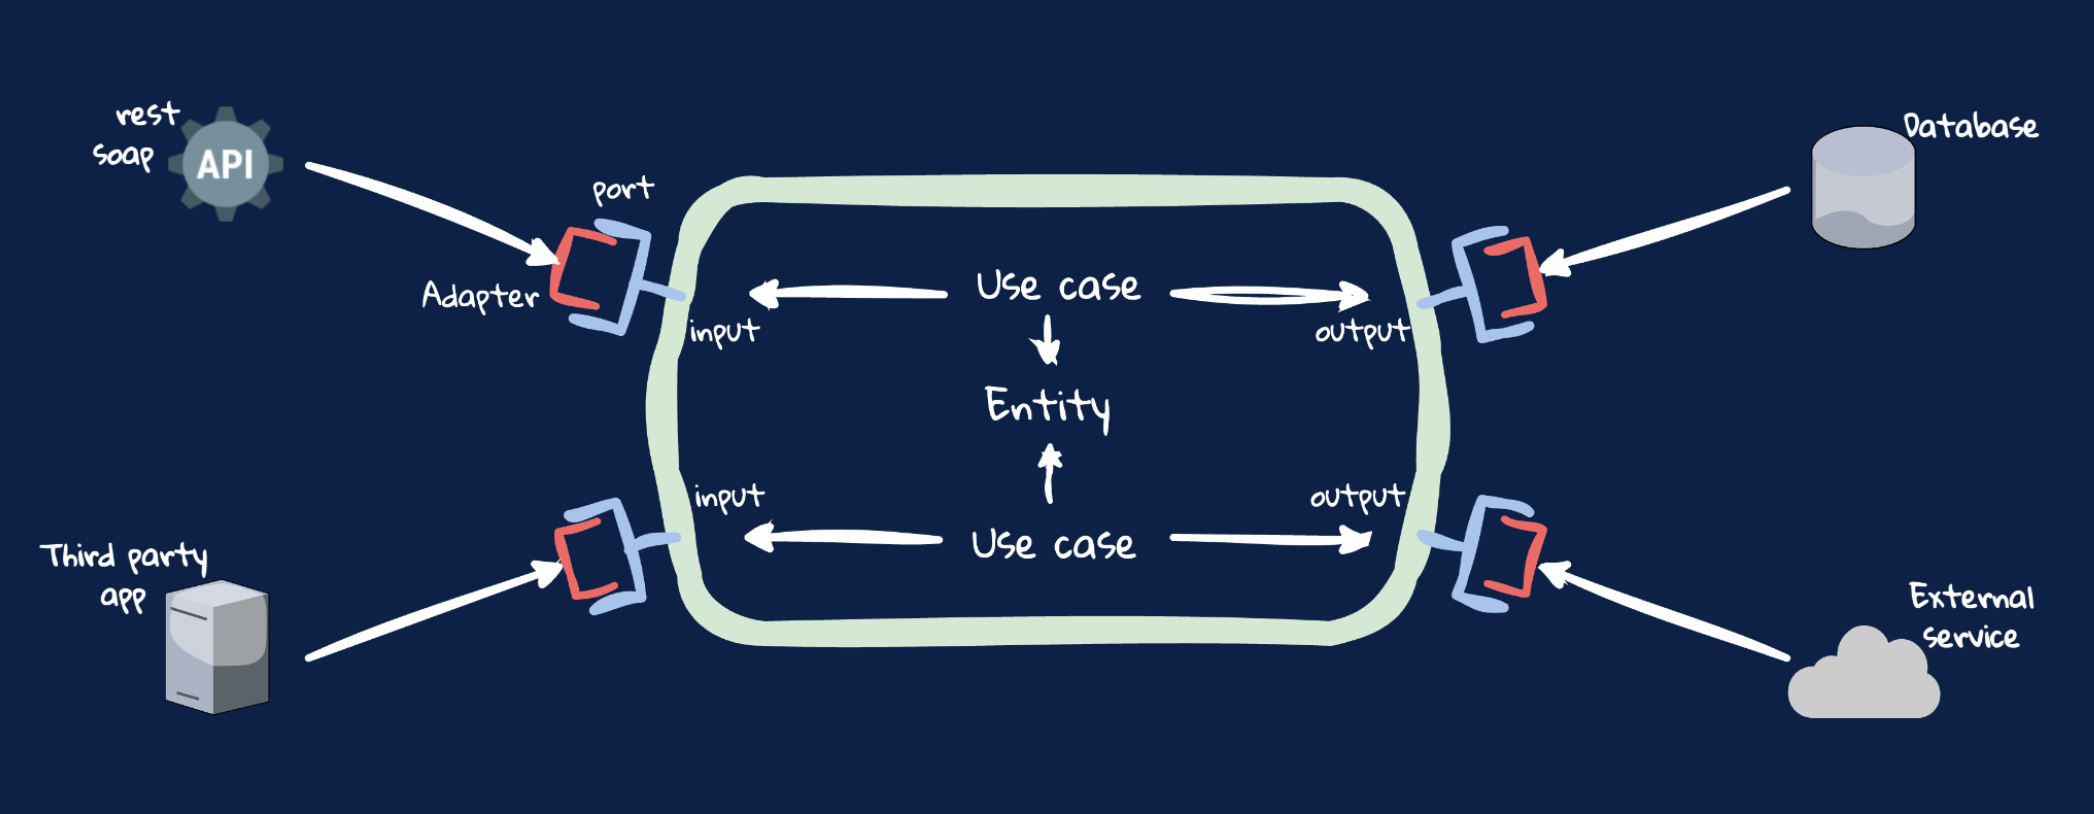 rest
soap
API
port
Adapter
input
Use case
output
Database
Entity
input
Use case
output
Third party
app
External
service